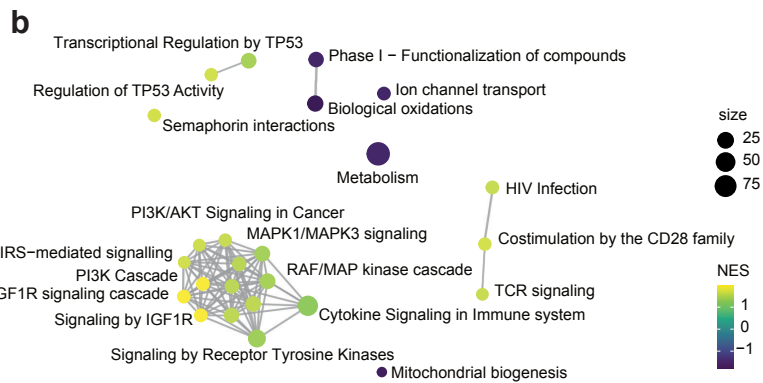 b
Transcriptional Regulation by TP53
Phase I − Functionalization of compounds
Regulation of TP53 Activity
Ion channel transport
Biological oxidations
Semaphorin interactions
size
25
50
75
Metabolism
HIV Infection
PI3K/AKT Signaling in Cancer
MAPK1/MAPK3 signaling
IRS−mediated signalling
Costimulation by the CD28 family
PI3K Cascade
RAF/MAP kinase cascade
GF1R signaling cascade
TCR signaling
Signaling by IGF1R
Cytokine Signaling in Immune system
NES
1
0
−1
Signaling by Receptor Tyrosine Kinases
Mitochondrial biogenesis